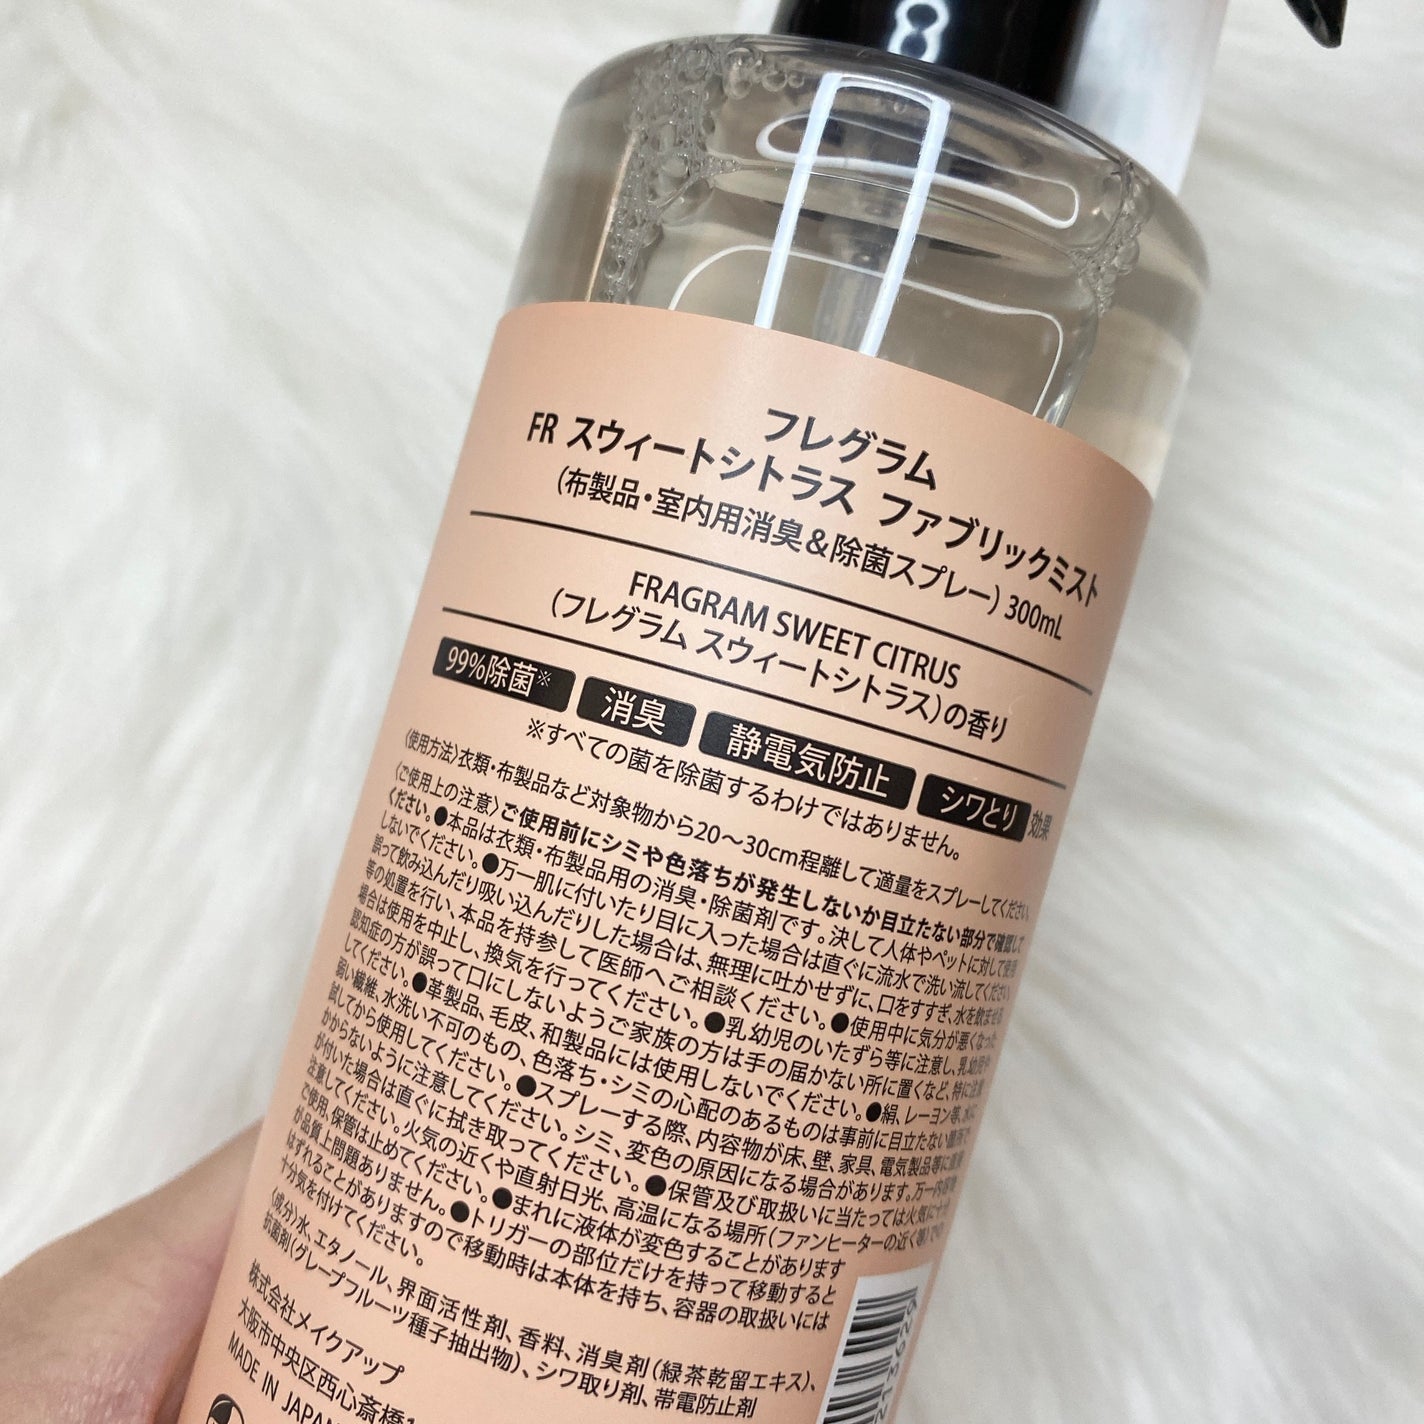 フレグラム
FR スウィートシトラス ファブリックミスト
(布製品・室内用消臭&除菌スプレー) 300mL
FRAGRAM SWEET CITRUS
(フレグラム スウィートシトラス)の香り
99%除菌※ 消臭 静電気防止 シワとり 効果
※すべての菌を除菌するわけではありません。
〈使用方法〉衣類・布製品など対象物から20〜30cm程離して適量をスプレーしてください。
〈ご使用上の注意〉ご使用前にシミや色落ちが発生しないか目立たない部分で確認して
ください。●本品は衣類・布製品用の消臭・除菌剤です。決して人体やペットに対して使用
しないでください。●万一肌に付いたり目に入った場合は直ぐに流水で洗い流してください
誤って飲み込んだり吸い込んだりした場合は、無理に吐かせずに、口をすすぎ、水を飲ませる
等の処置を行い、本品を持参して医師へご相談ください。●使用中に気分が悪くなった
場合は使用を中止し、換気を行ってください。●乳幼児のいたずら等に注意し、乳幼児や
認知症の方が誤って口にしないようご家族の方は手の届かない所に置くなど、特に注意
してください。●革製品、毛皮、和製品には使用しないでください。●絹、レーヨン等、水に
弱い繊維、水洗い不可のもの、色落ち・シミの心配のあるものは事前に目立たない箇所で
試してから使用してください。●スプレーする際、内容物が床、壁、家具、電気製品等に直接
かからないように注意してください。シミ、変色の原因になる場合があります。万一内容物
が付いた場合は直ぐに拭き取ってください。●保管及び取扱いに当たっては火気に十分
注意してください。火気の近くや直射日光、高温になる場所(ファンヒーターの近く等)での
ご使用、保管は止めてください。●まれに液体が変色することがあります
が品質上問題ありません。●トリガーの部位だけを持って移動すると
はずれることがありますので移動時は本体を持ち、容器の取扱いには
十分気を付けてください。
〈成分〉水、エタノール、界面活性剤、香料、消臭剤(緑茶乾留エキス)、
抗菌剤(グレープフルーツ種子抽出物)、シワ取り剤、帯電防止剤
株式会社メイクアップ
大阪市中央区西心斎橋1
MADE IN JAPAN